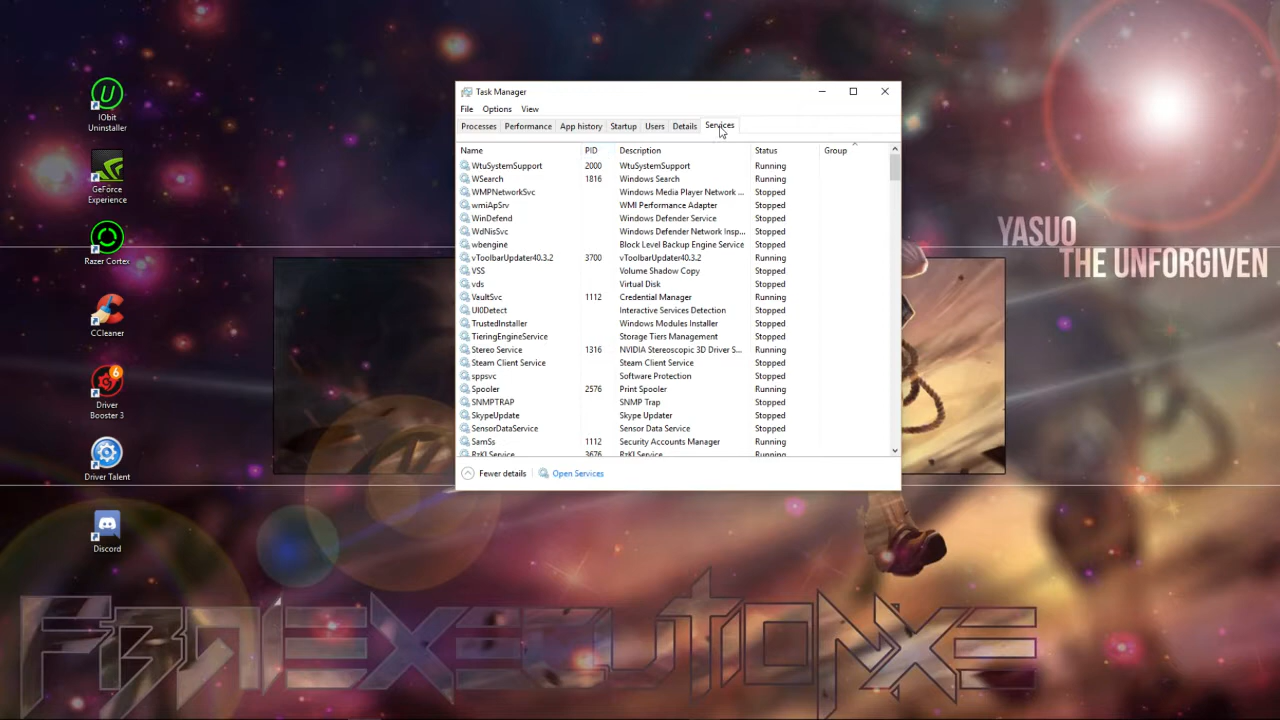 IObit
Uninstaller
GeForce
Experience
Razer Cortex
CCleaner
6
Driver
Booster 3
Driver Talent
Discord
Task Manager
File Options View
Processes Performance App history Startup Users Details Services
Name PID Description Status Group
WtuSystemSupport 2000 WtuSystemSupport Running
WSearch 1816 Windows Search Running
WMPNetworkSvc Windows Media Player Network ... Stopped
wmiApSrv WMI Performance Adapter Stopped
WinDefend Windows Defender Service Stopped
WdNisSvc Windows Defender Network Insp... Stopped
wbengine Block Level Backup Engine Service Stopped
vToolbarUpdater40.3.2 3700 vToolbarUpdater40.3.2 Running
VSS Volume Shadow Copy Stopped
vds Virtual Disk Stopped
VaultSvc 1112 Credential Manager Running
UI0Detect Interactive Services Detection Stopped
TrustedInstaller Windows Modules Installer Stopped
TieringEngineService Storage Tiers Management Stopped
Stereo Service 1316 NVIDIA Stereoscopic 3D Driver S... Running
Steam Client Service Steam Client Service Stopped
sppsvc Software Protection Stopped
Spooler 2576 Print Spooler Running
SNMPTRAP SNMP Trap Stopped
SkypeUpdate Skype Updater Stopped
SensorDataService Sensor Data Service Stopped
SamSs 1112 Security Accounts Manager Running
RzKLService 3676 RzKLService Running
Fewer details Open Services
YASUO
THE UNFORGIVEN